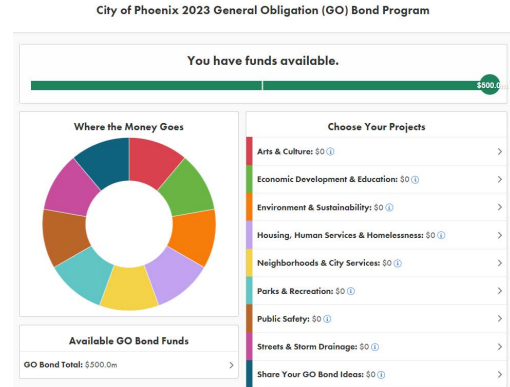 City of Phoenix 2023 General Obligation (GO) Bond Program
You have funds available.
$500.0
Where the Money Goes
Choose Your Projects
Arts & Culture: $0
Economic Development & Education: $0
Environment & Sustainability: $0
Housing, Human Services & Homelessness: $0
Neighborhoods & City Services: $0
Parks & Recreation: $0
Public Safety: $0
Streets & Storm Drainage: $0
Share Your GO Bond Ideas: $0
Available GO Bond Funds
GO Bond Total: $500.0m